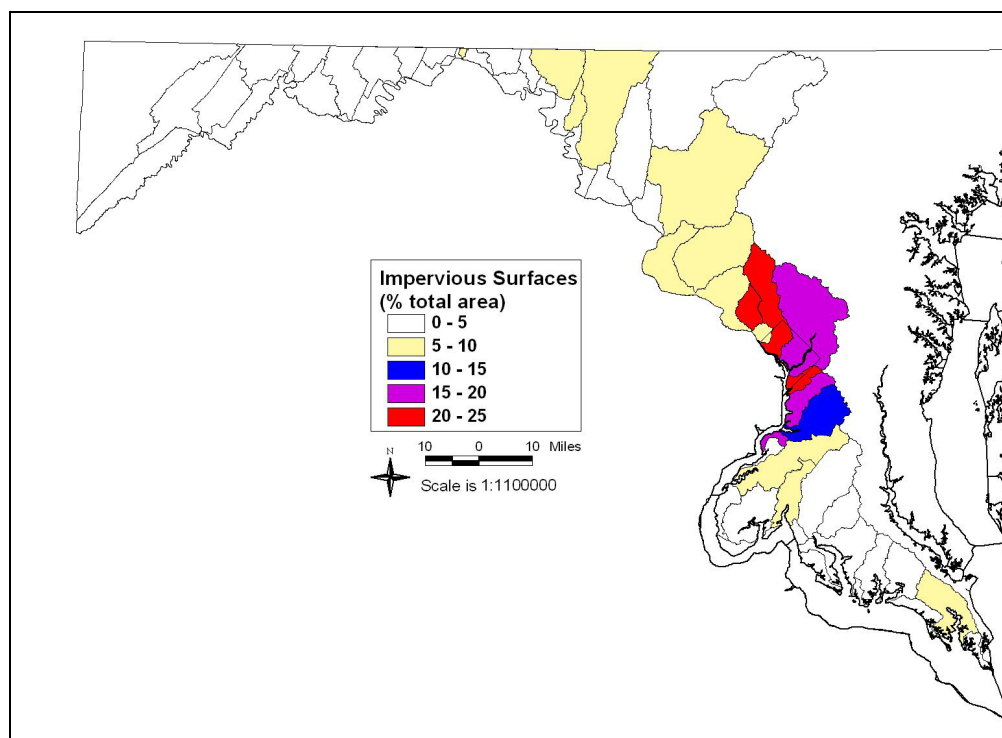 Impervious Surfaces
(% total area)
0 - 5
5 - 10
10 - 15
15 - 20
20 - 25
10 0 10 Miles
N
Scale is 1:1100000